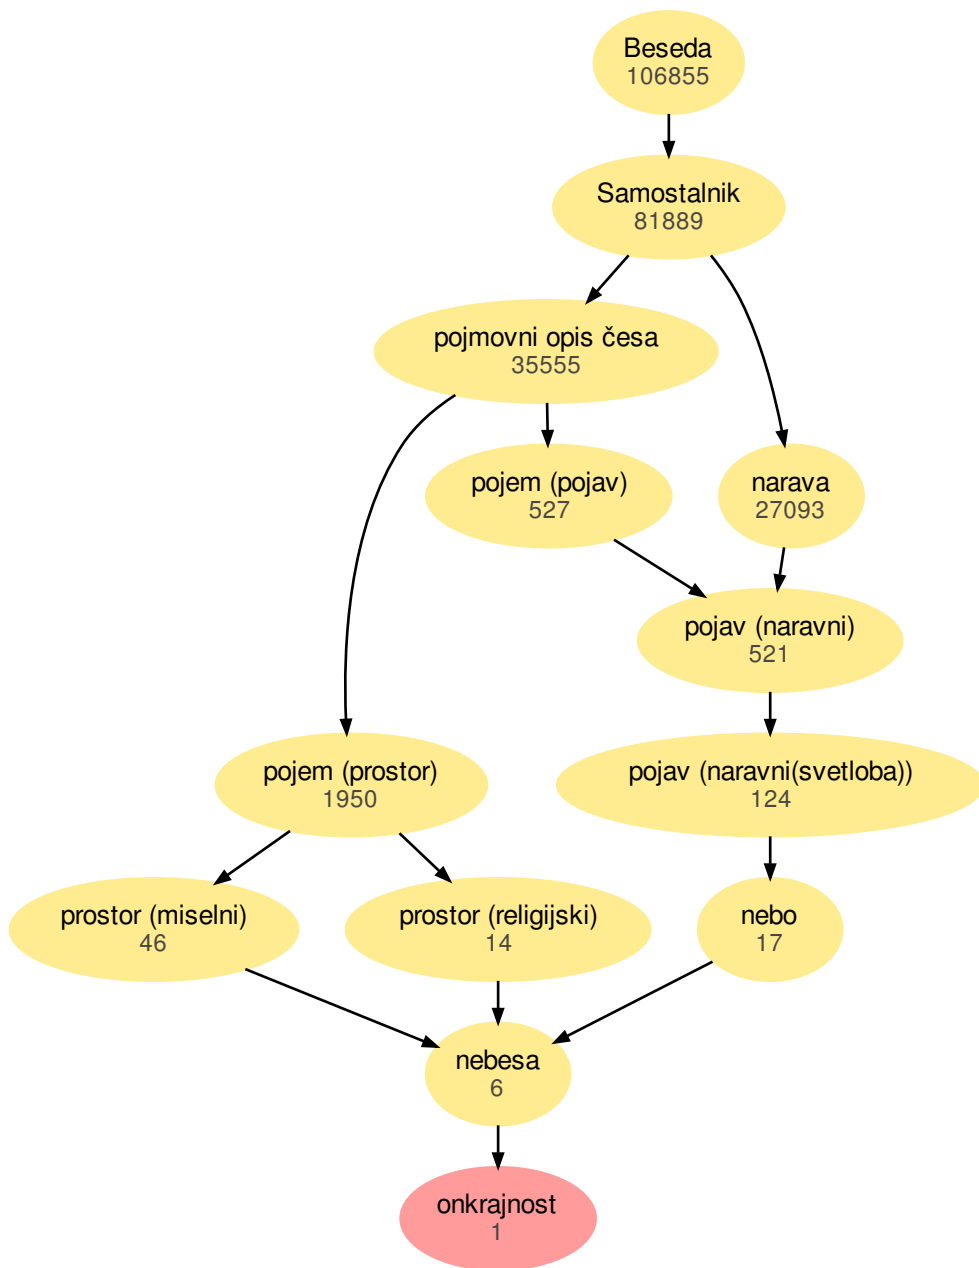 Beseda
106855
Samostalnik
81889
pojmovni opis česa
35555
pojem (pojav)
527
narava
27093
pojav (naravni)
521
pojem (prostor)
1950
pojav (naravni(svetloba))
124
prostor (miselni)
46
prostor (religijski)
14
nebo
17
nebesa
6
onkrajnost
1